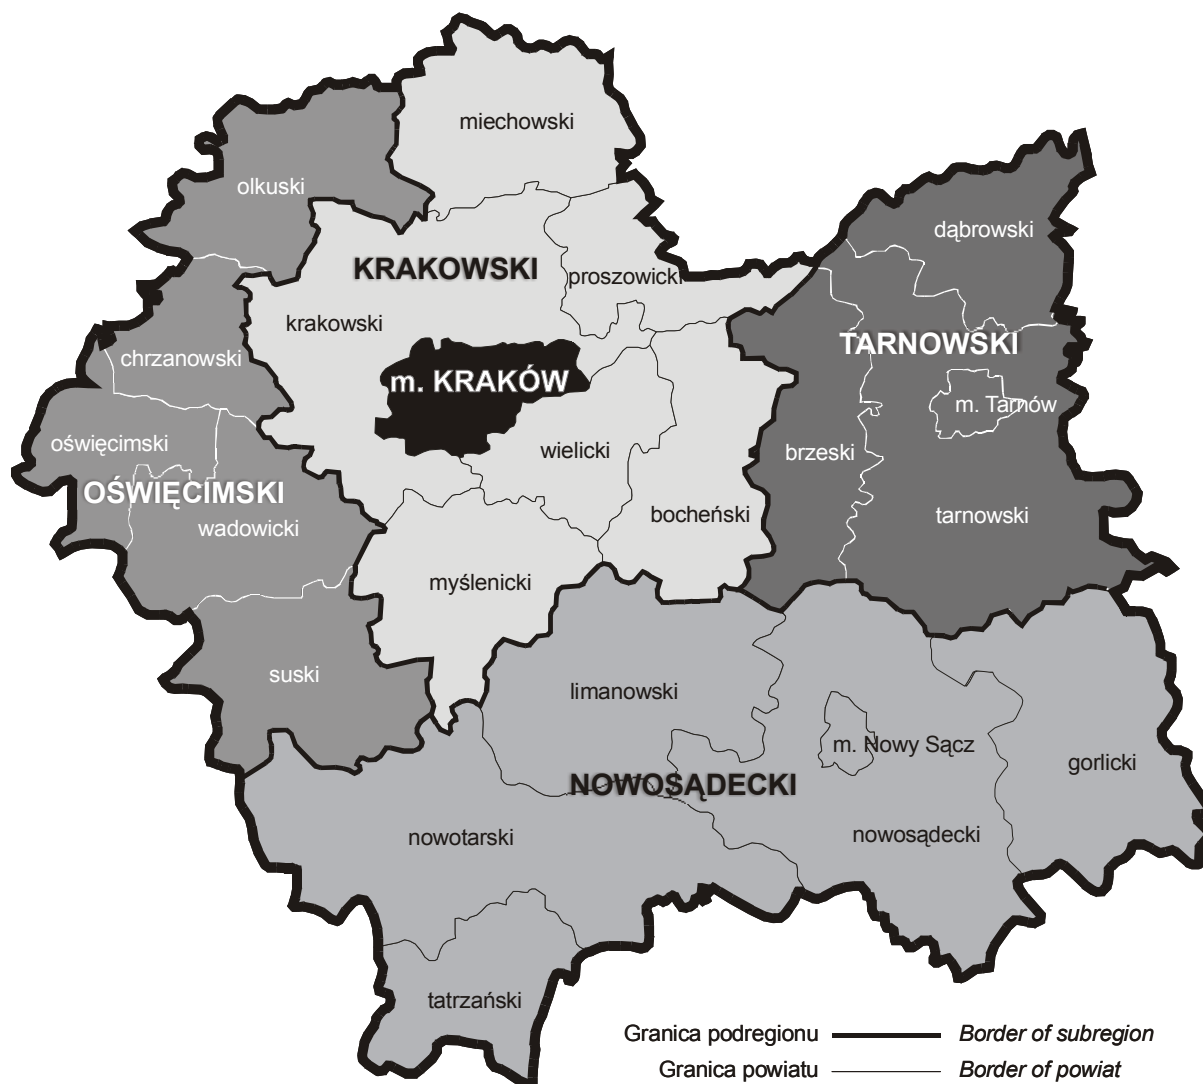 miechowski
olkuski
dąbrowski
KRAKOWSKI
proszowicki
krakowski
TARNOWSKI
chrzanowski
m. KRAKÓW
m. Tarnów
oświęcimski
wielicki
brzeski
OŚWIĘCIMSKI
wadowicki
bocheński
tarnowski
myślenicki
suski
limanowski
m. Nowy Sącz
gorlicki
NOWOSĄDECKI
nowotarski
nowosądecki
tatrzański
Granica podregionu Border of subregion
Granica powiatu Border of powiat